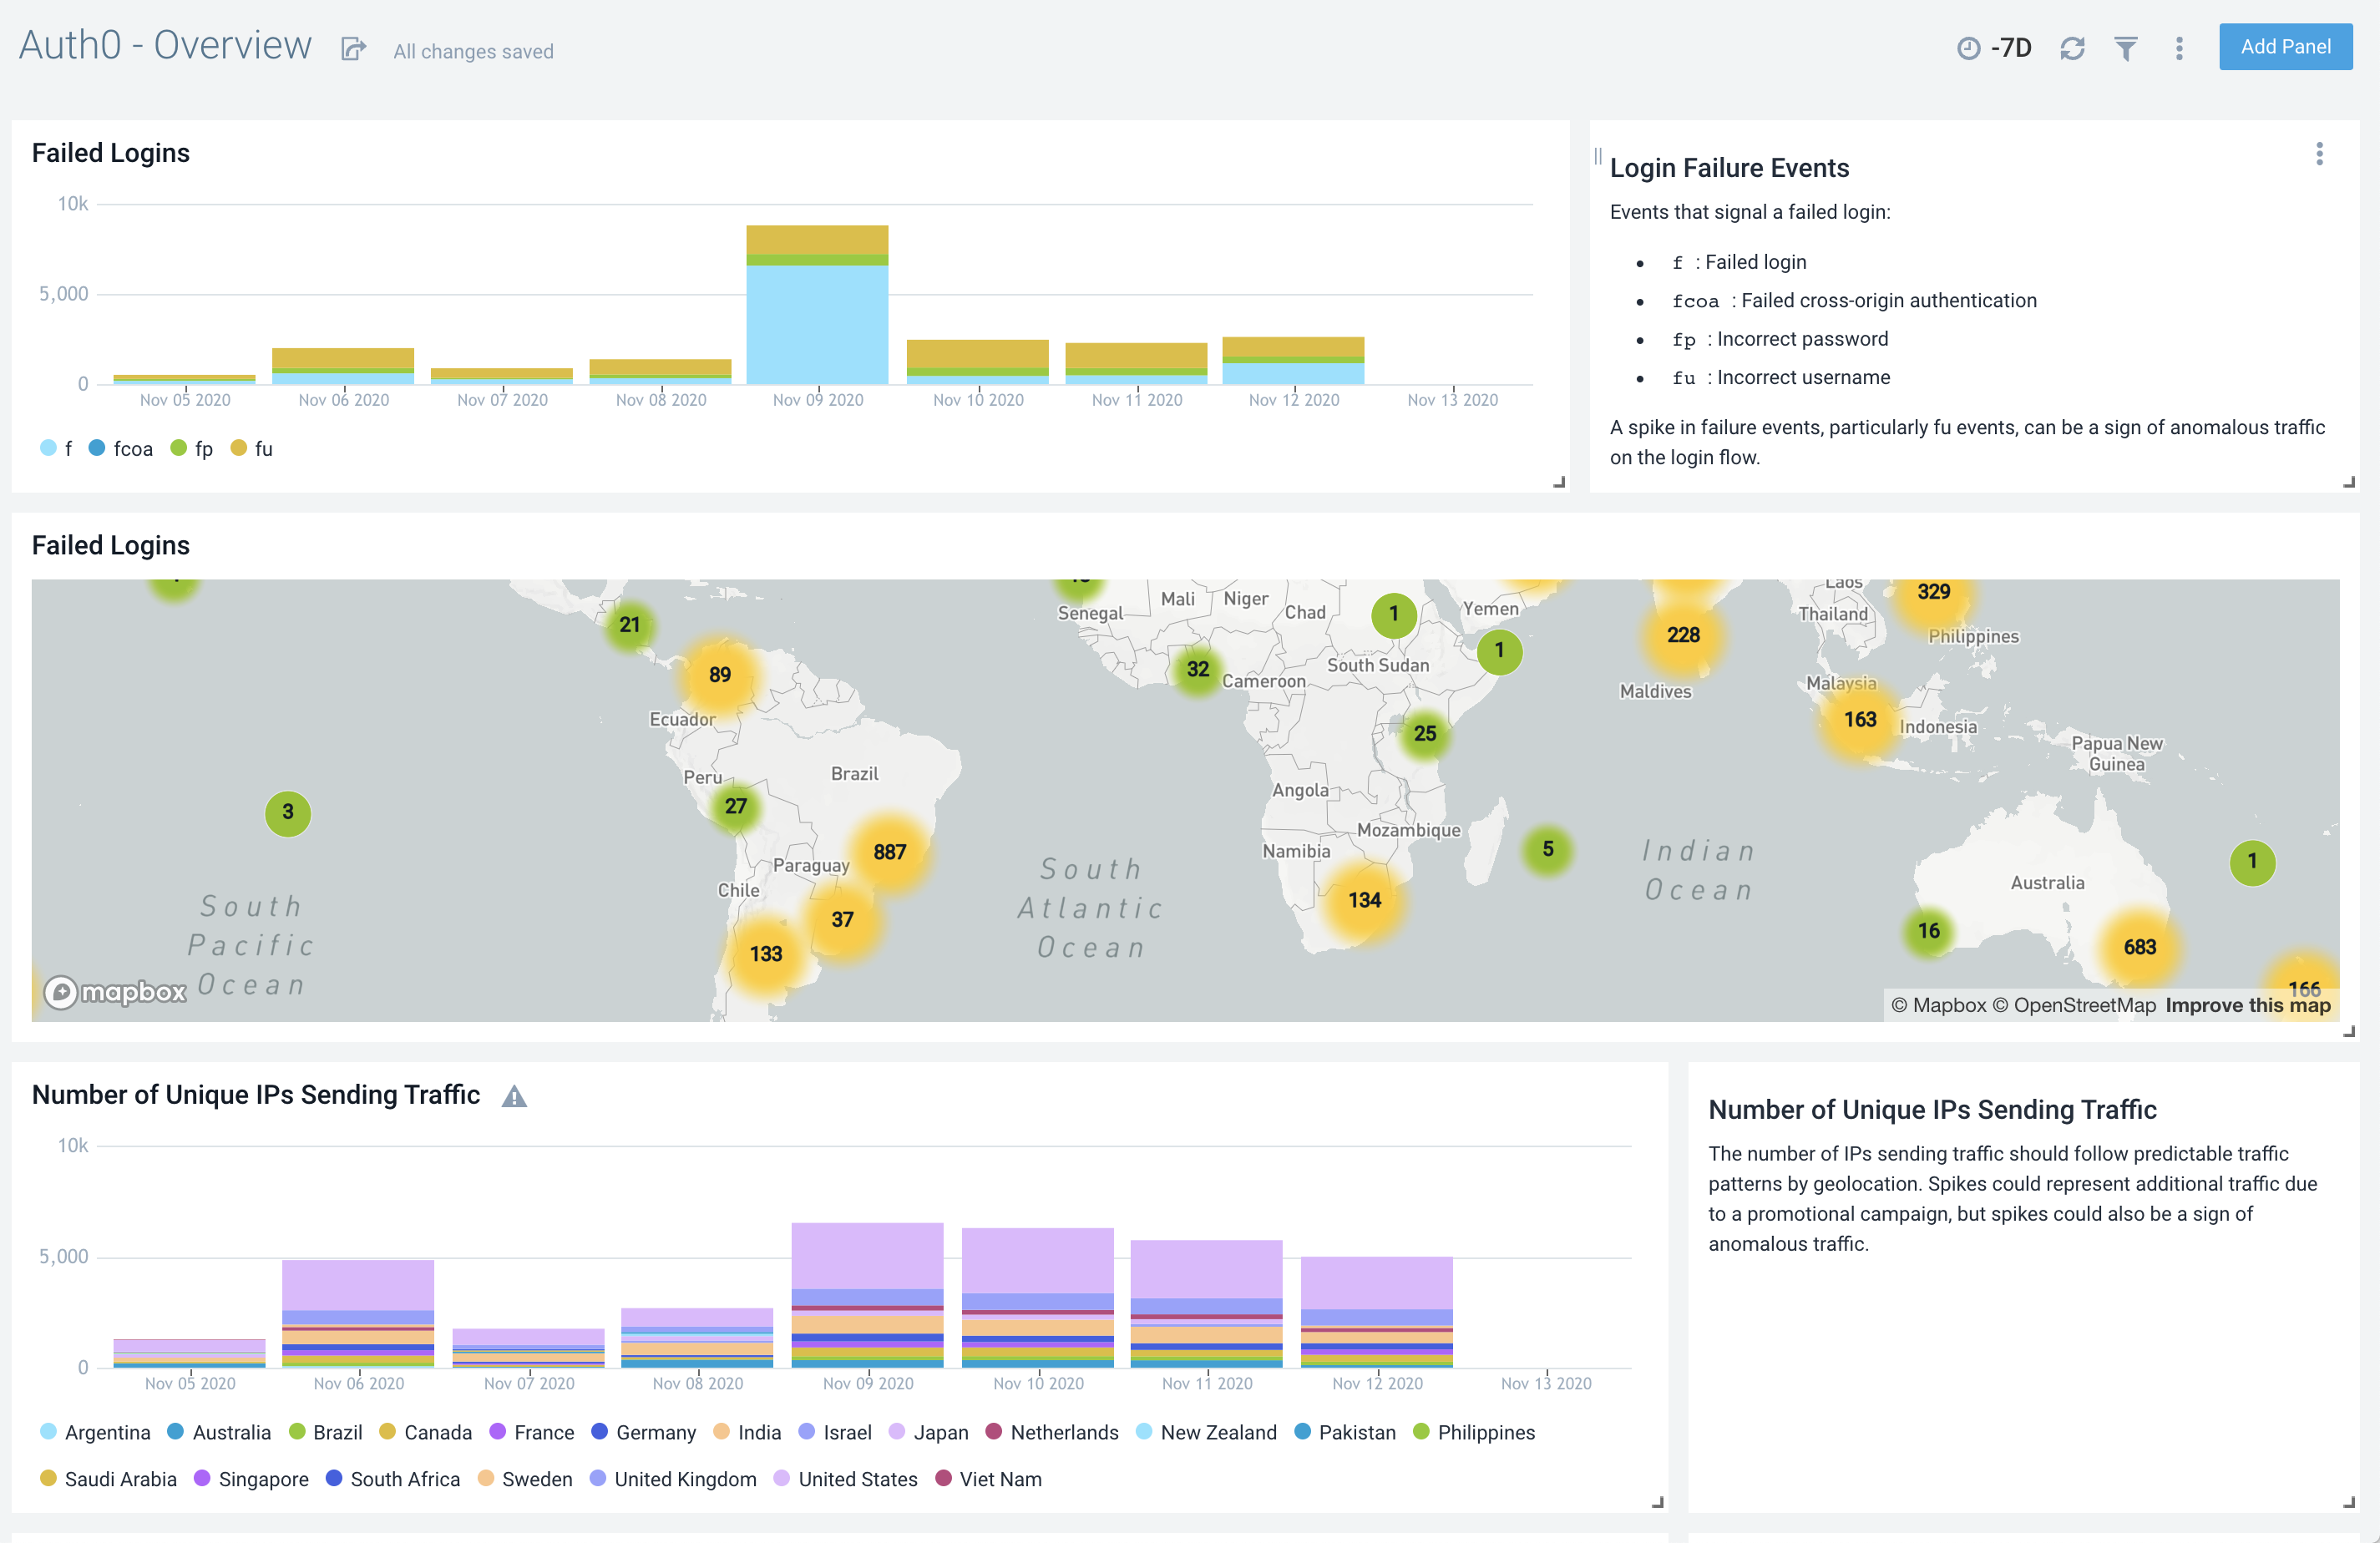 Auth0 - Overview
All changes saved
-7D
Add Panel
Failed Logins
10k
5,000
0
Nov 05 2020
Nov 06 2020
Nov 07 2020
Nov 08 2020
Nov 09 2020
Nov 10 2020
Nov 11 2020
Nov 12 2020
Nov 13 2020
f
fcoa
fp
fu
Login Failure Events
Events that signal a failed login:
f : Failed login
fcoa : Failed cross-origin authentication
fp : Incorrect password
fu : Incorrect username
A spike in failure events, particularly fu events, can be a sign of anomalous traffic
on the login flow.
Failed Logins
21
89
Ecuador
Peru
Brazil
27
3
887
Paraguay
Chile
37
133
South
Pacific
Ocean
mapbox
Senegal
Mali
Niger
Chad
1
Yemen
1
32
Cameroon
South Sudan
25
Angola
Mozambique
Namibia
134
5
South
Atlantic
Ocean
Indian
Ocean
228
Maldives
Laos
Thailand
329
Philippines
Malaysia
163
Indonesia
Papua New
Guinea
Australia
16
683
1
166
© Mapbox © OpenStreetMap Improve this map
Number of Unique IPs Sending Traffic
10k
5,000
0
Nov 05 2020
Nov 06 2020
Nov 07 2020
Nov 08 2020
Nov 09 2020
Nov 10 2020
Nov 11 2020
Nov 12 2020
Nov 13 2020
Argentina
Australia
Brazil
Canada
France
Germany
India
Israel
Japan
Netherlands
New Zealand
Pakistan
Philippines
Saudi Arabia
Singapore
South Africa
Sweden
United Kingdom
United States
Viet Nam
Number of Unique IPs Sending Traffic
The number of IPs sending traffic should follow predictable traffic
patterns by geolocation. Spikes could represent additional traffic due
to a promotional campaign, but spikes could also be a sign of
anomalous traffic.